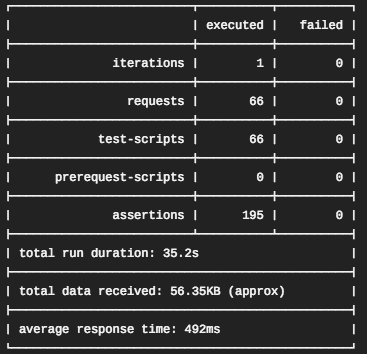 executed failed
iterations 1 0
requests 66 0
test-scripts 66 0
prerequest-scripts 0 0
assertions 195 0
total run duration: 35.2s
total data received: 56.35KB (approx)
average response time: 492ms